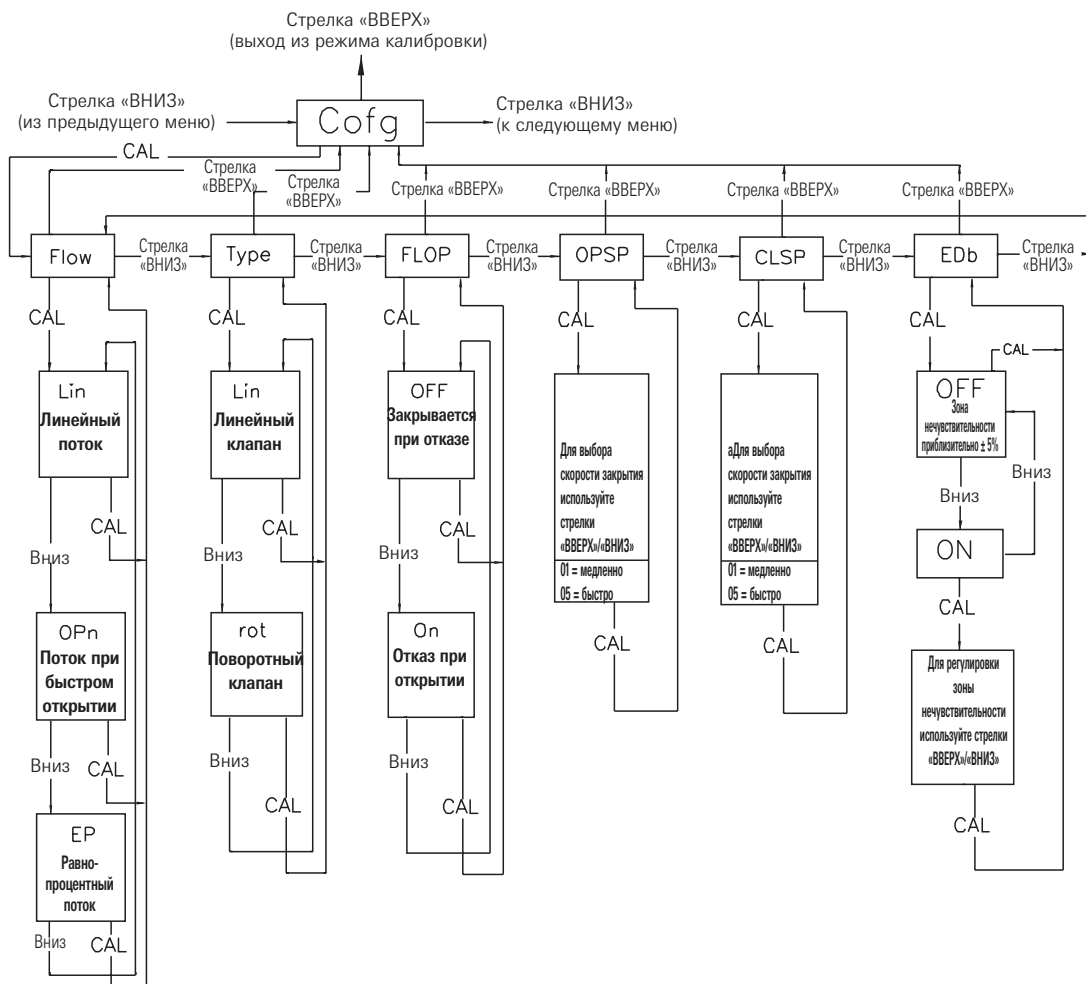 Стрелка «ВВЕРХ»
(выход из режима калибровки)
Стрелка «ВНИЗ»
(из предыдущего меню)
Cofg
Стрелка «ВНИЗ»
(к следующему меню)
CAL
Стрелка
«ВВЕРХ»
Стрелка
«ВВЕРХ»
Стрелка «ВВЕРХ»
Стрелка «ВВЕРХ»
Стрелка «ВВЕРХ»
Стрелка «ВВЕРХ»
Flow
Стрелка
«ВНИЗ»
Type
Стрелка
«ВНИЗ»
FLOP
Стрелка
«ВНИЗ»
OPSP
Стрелка
«ВНИЗ»
CLSP
Стрелка
«ВНИЗ»
EDb
Стрелка
«ВНИЗ»
CAL
CAL
CAL
CAL
CAL
CAL
Lin
Линейный
поток
CAL
Вниз
OPn
Поток при
быстром
открытии
Вниз
CAL
EP
Равно-
процентный
поток
Вниз
CAL
Lin
Линейный
клапан
CAL
Вниз
rot
Поворотный
клапан
Вниз
CAL
OFF
Закрывается
при отказе
CAL
Вниз
On
Отказ при
открытии
Вниз
CAL
Для выбора
скорости закрытия
используйте
стрелки
«ВВЕРХ»/«ВНИЗ»
01 = медленно
05 = быстро
CAL
аДля выбора
скорости закрытия
используйте
стрелки
«ВВЕРХ»/«ВНИЗ»
01 = медленно
05 = быстро
CAL
CAL
OFF
Зона
нечувствительности
приблизительно ± 5%
Вниз
Вниз
ON
CAL
Для регулировки
зоны
нечувствительности
используйте стрелки
«ВВЕРХ»/«ВНИЗ»
CAL